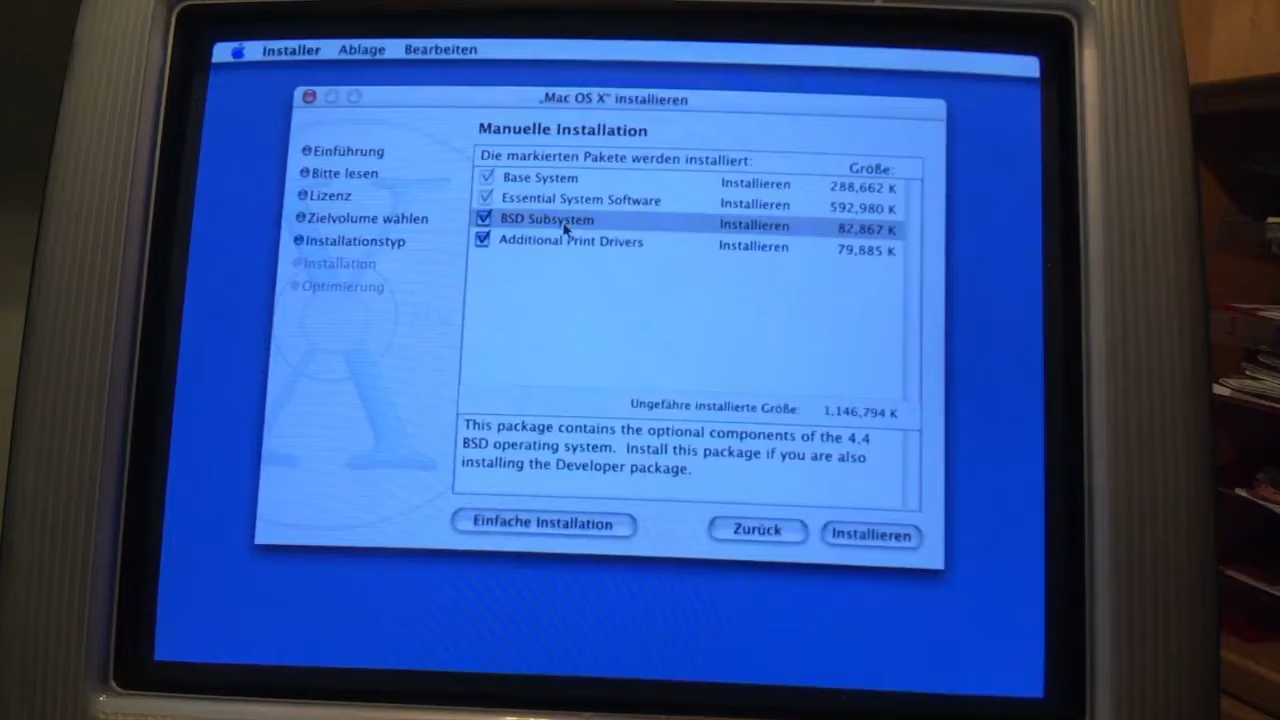 Installer Ablage Bearbeiten
„Mac OS X" installieren
Manuelle Installation
Einführung
Bitte lesen
Lizenz
Zielvolume wählen
Installationstyp
Installation
Optimierung
Die markierten Pakete werden installiert: Größe:
Base System Installieren 288,662 K
Essential System Software Installieren 592,980 K
BSD Subsystem Installieren 82,867 K
Additional Print Drivers Installieren 79,885 K
Ungefähre installierte Größe: 1,146,794 K
This package contains the optional components of the 4.4
BSD operating system. Install this package if you are also
installing the Developer package.
Einfache Installation Zurück Installieren